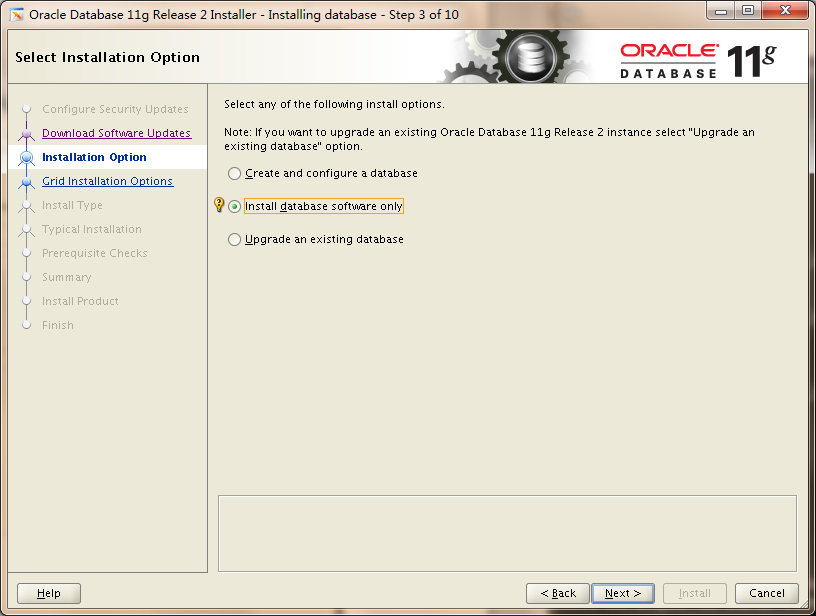 Oracle Database 11g Release 2 Installer - Installing database - Step 3 of 10
Select Installation Option
ORACLE
DATABASE 11g
Configure Security Updates
Download Software Updates
Installation Option
Grid Installation Options
Install Type
Typical Installation
Prerequisite Checks
Summary
Install Product
Finish
Select any of the following install options.
Note: If you want to upgrade an existing Oracle Database 11g Release 2 instance select "Upgrade an
existing database" option.
Create and configure a database
Install database software only
Upgrade an existing database
Help
< Back
Next >
Install
Cancel